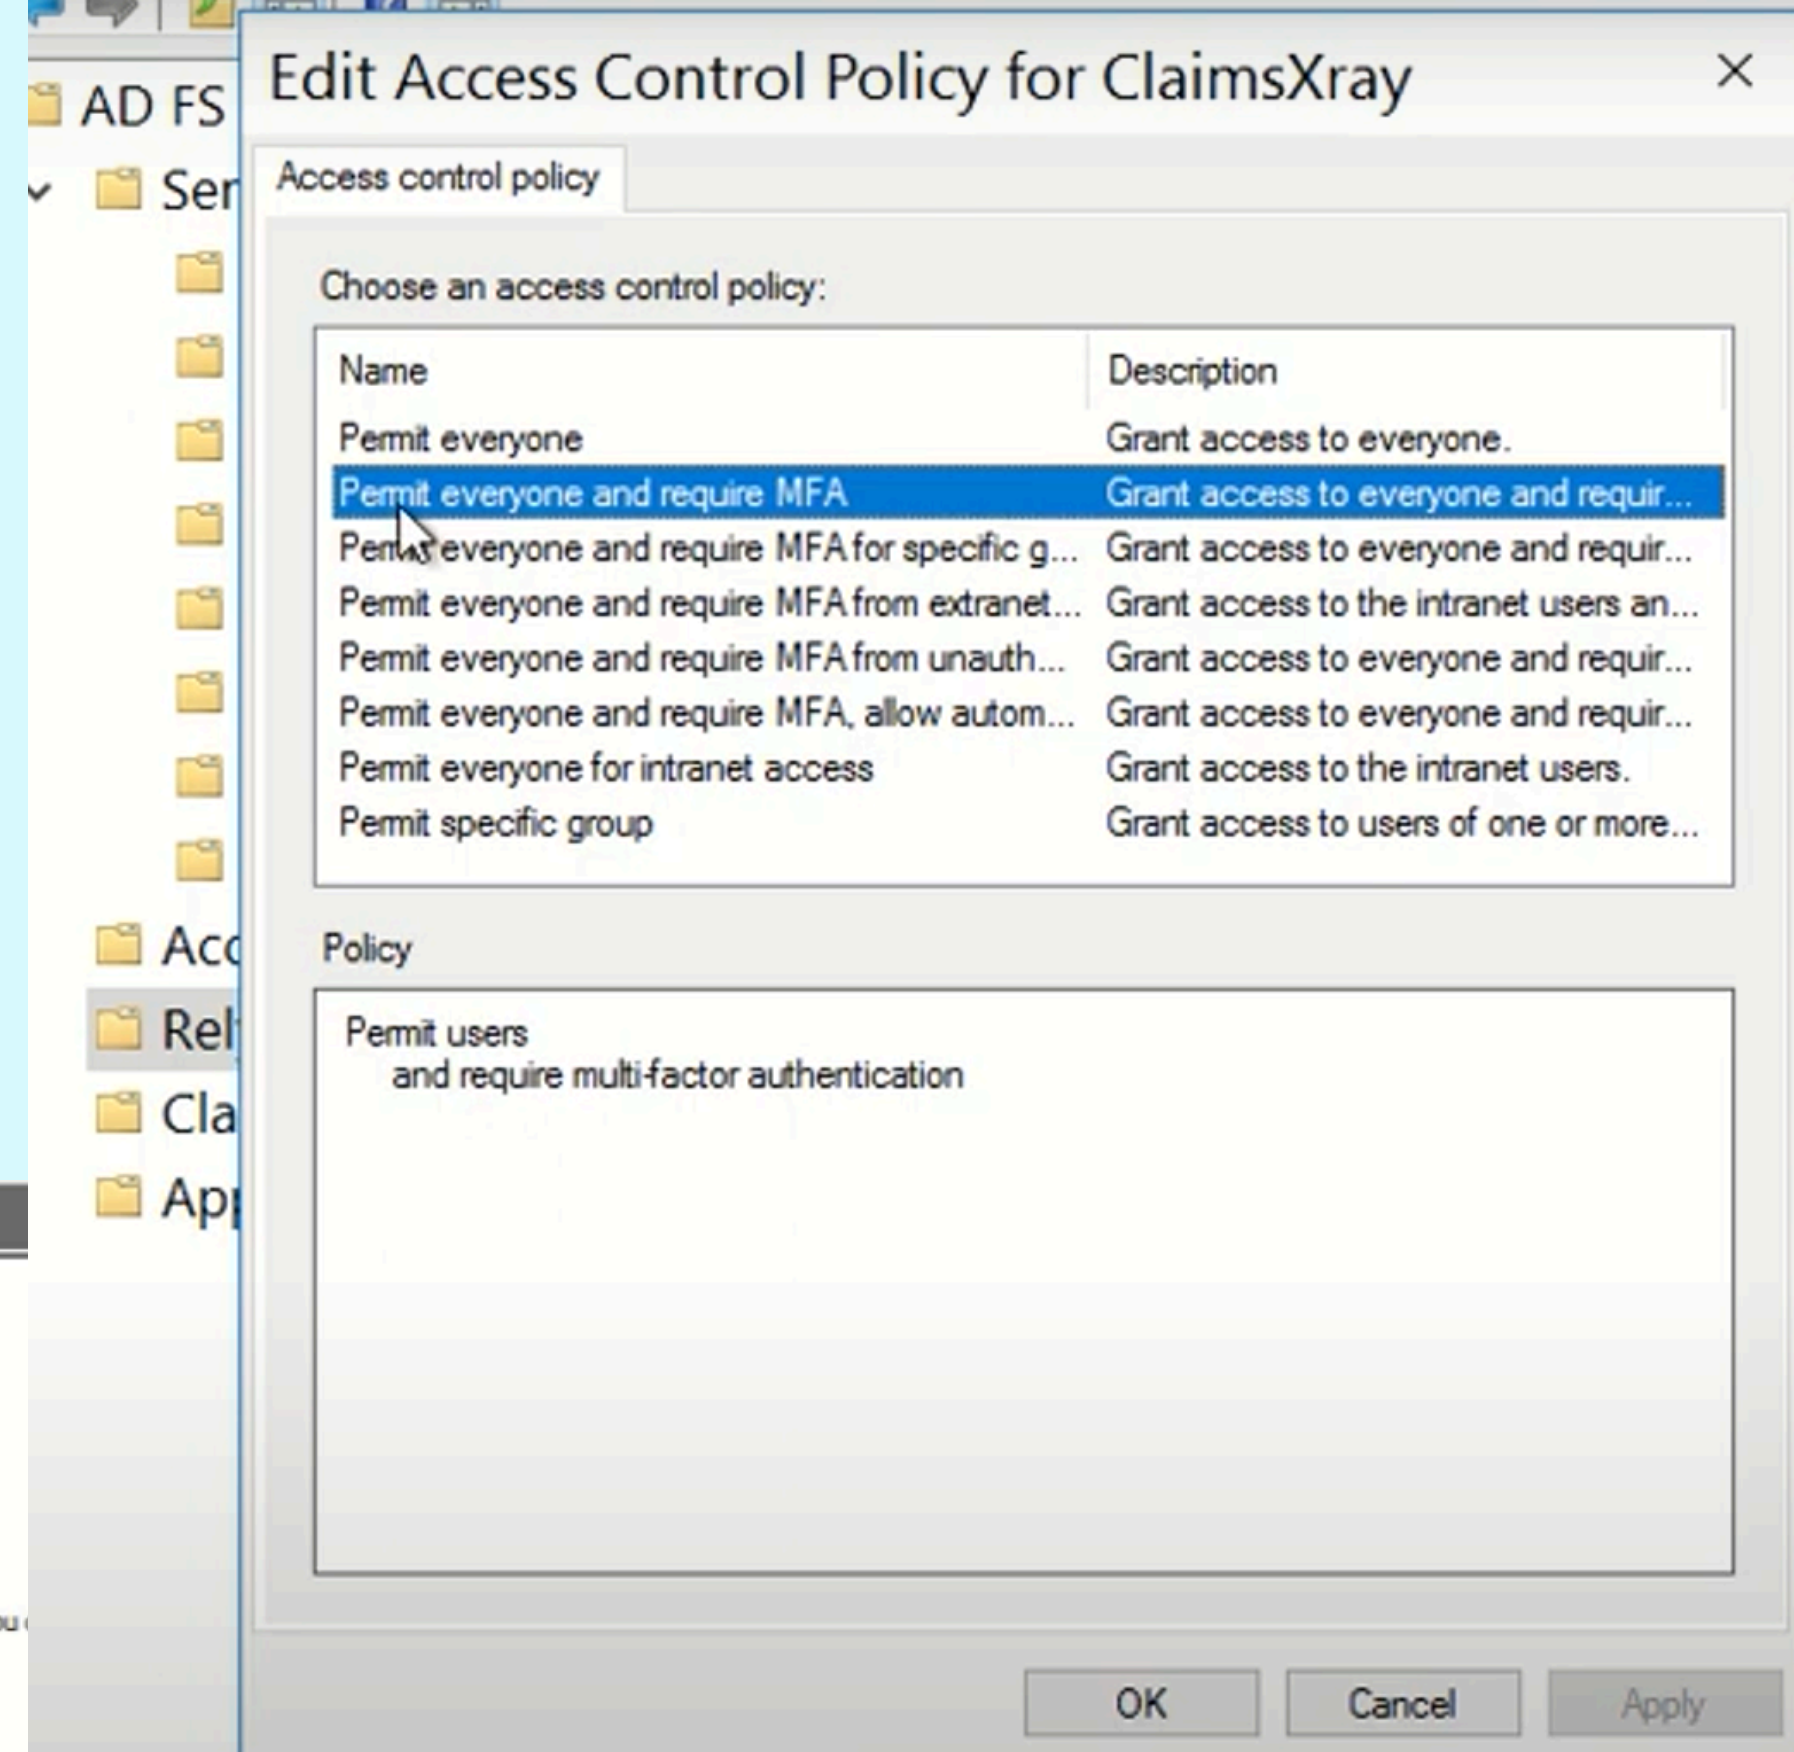 AD FS
Ser
Acc
Rel
Cla
App
Edit Access Control Policy for ClaimsXray
Access control policy
Choose an access control policy:
Name Description
Permit everyone Grant access to everyone.
Permit everyone and require MFA Grant access to everyone and requir...
Permit everyone and require MFA for specific g... Grant access to everyone and requir...
Permit everyone and require MFA from extranet... Grant access to the intranet users an...
Permit everyone and require MFA from unauth... Grant access to everyone and requir...
Permit everyone and require MFA, allow autom... Grant access to everyone and requir...
Permit everyone for intranet access Grant access to the intranet users.
Permit specific group Grant access to users of one or more...
Policy
Permit users
and require multi-factor authentication
OK Cancel Apply